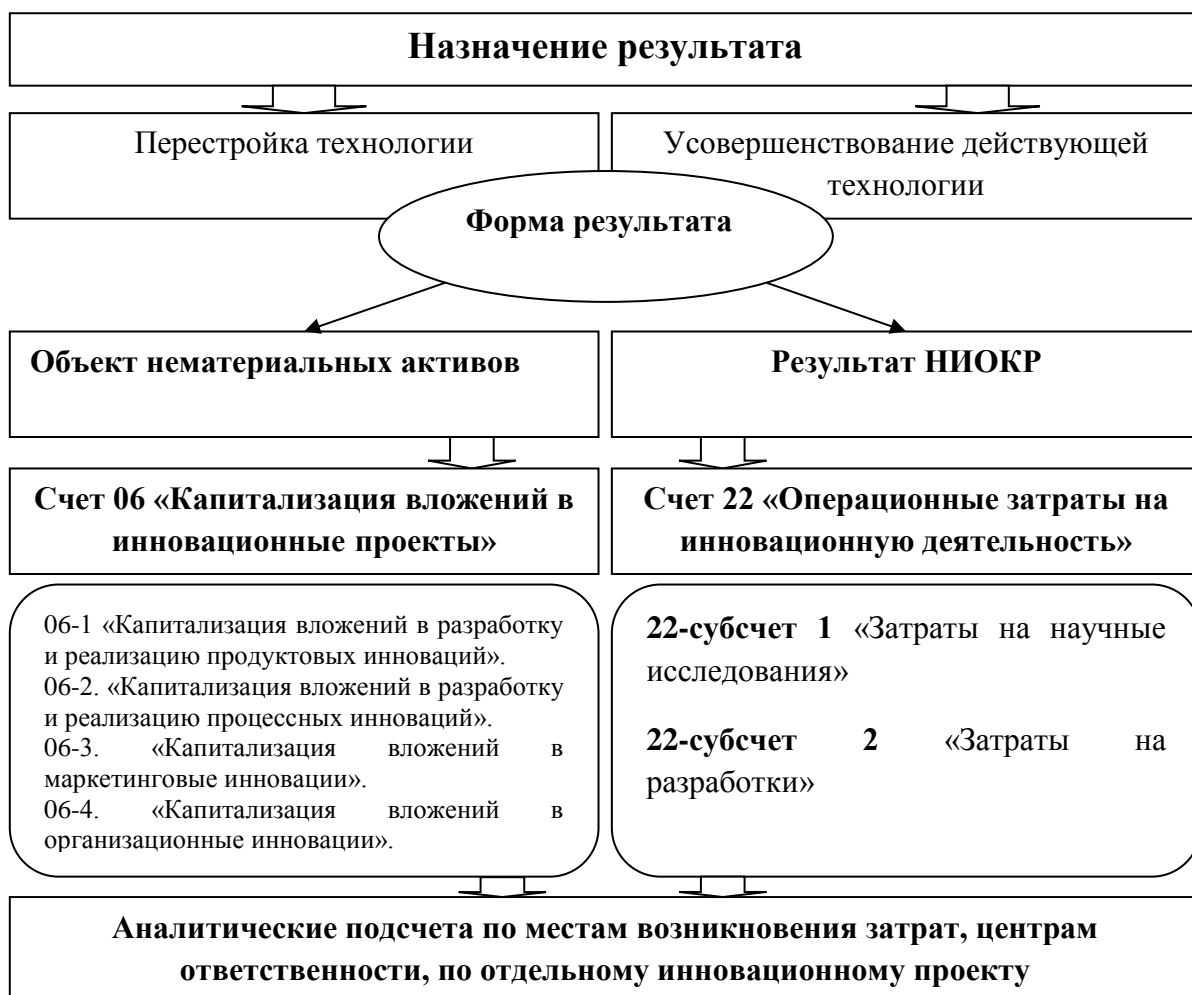 Назначение результата
Перестройка технологии
Усовершенствование действующей
технологии
Форма результата
Объект нематериальных активов
Результат НИОКР
Счет 06 «Капитализация вложений в
инновационные проекты»
Счет 22 «Операционные затраты на
инновационную деятельность»
06-1 «Капитализация вложений в разработку
и реализацию продуктовых инноваций».
06-2. «Капитализация вложений в разработку
и реализацию процессных инноваций».
06-3. «Капитализация вложений в
маркетинговые инновации».
06-4. «Капитализация вложений в
организационные инновации».
22-субсчет 1 «Затраты на научные
исследования»
22-субсчет 2 «Затраты на
разработки»
Аналитические подсчета по местам возникновения затрат, центрам
ответственности, по отдельному инновационному проекту